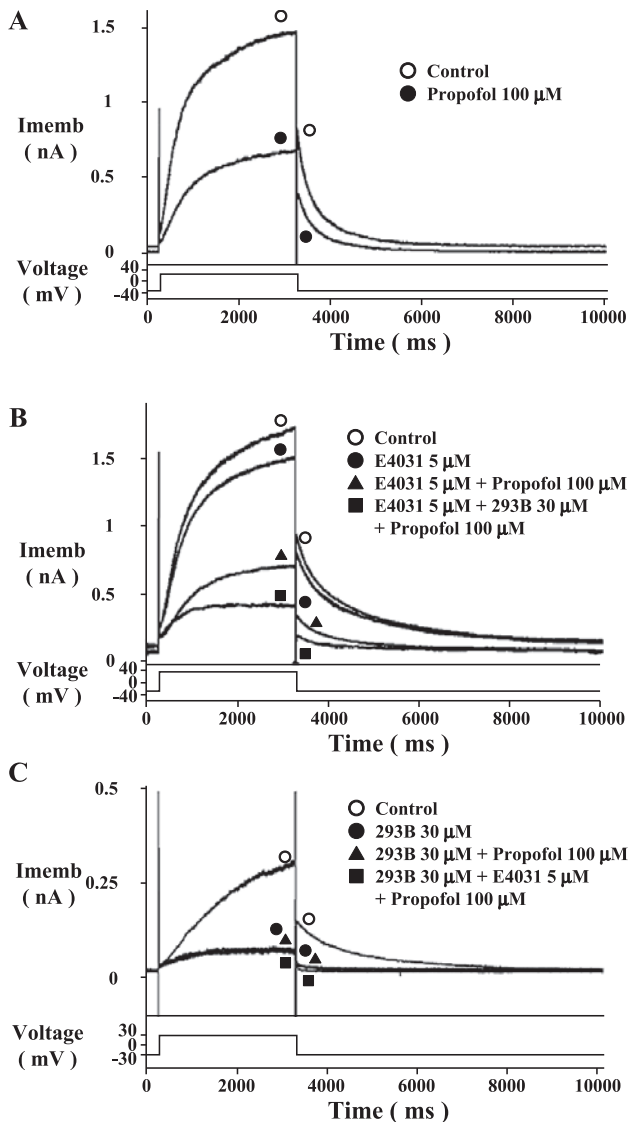 A
1.5
1
0.5
0
Imemb
( nA )
Control
Propofol 100 µM
Voltage
( mV )
40
0
-40
0 2000 4000 6000 8000 10000
Time ( ms )
B
1.5
1
0.5
0
Imemb
( nA )
Control
E4031 5 µM
E4031 5 µM + Propofol 100 µM
E4031 5 µM + 293B 30 µM
+ Propofol 100 µM
Voltage
( mV )
40
0
-40
0 2000 4000 6000 8000 10000
Time ( ms )
C
0.5
0.25
0
Imemb
( nA )
Control
293B 30 µM
293B 30 µM + Propofol 100 µM
293B 30 µM + E4031 5 µM
+ Propofol 100 µM
Voltage
( mV )
30
0
-30
0 2000 4000 6000 8000 10000
Time ( ms )